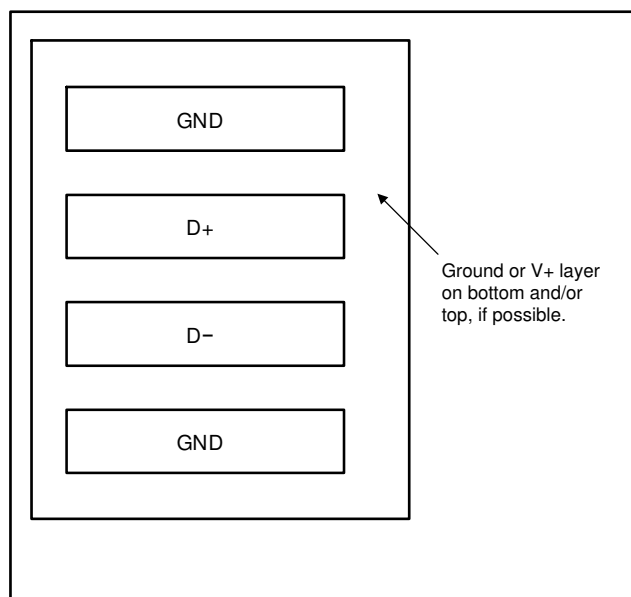 GND
D+
D−
GND
Ground or V+ layer
on bottom and/or
top, if possible.